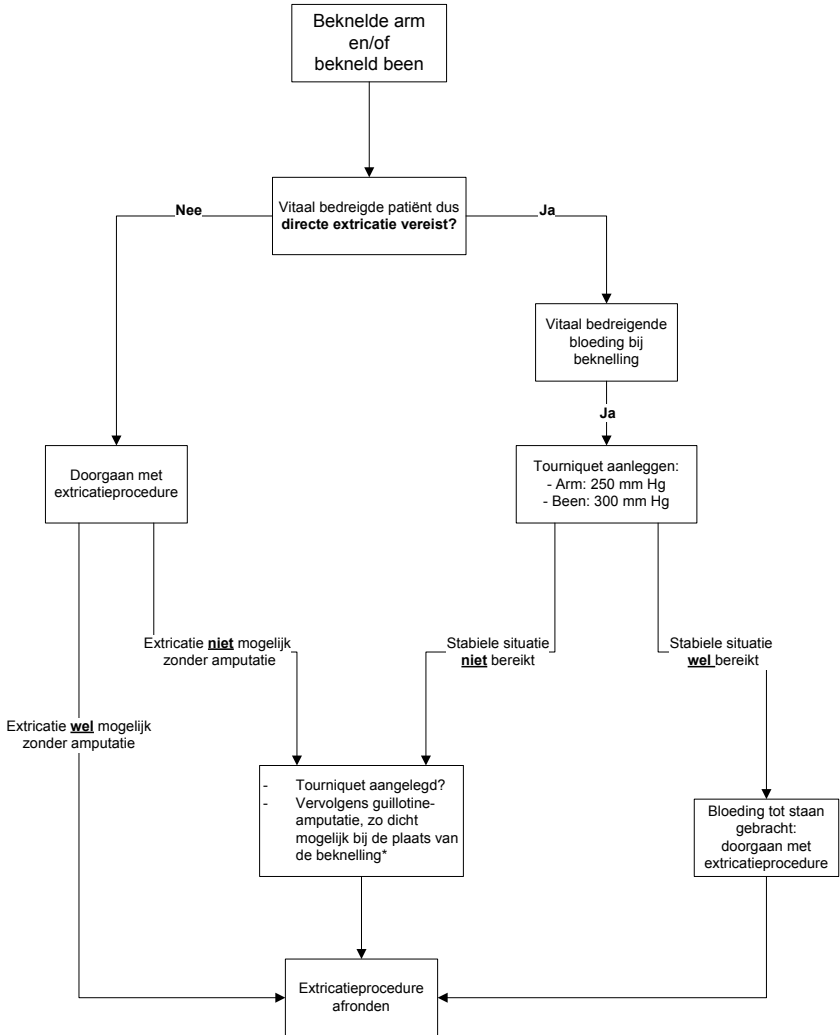 Beknelde arm
en/of
bekneld been
Vitaal bedreigde patiënt dus
directe extricatie vereist?
Nee
Ja
Vitaal bedreigende
bloeding bij
beknelling
Ja
Doorgaan met
extricatieprocedure
Tourniquet aanleggen:
- Arm: 250 mm Hg
- Been: 300 mm Hg
Extricatie niet mogelijk
zonder amputatie
Stabiele situatie
niet bereikt
Stabiele situatie
wel bereikt
Extricatie wel mogelijk
zonder amputatie
- Tourniquet aangelegd?
- Vervolgens guillotine-
amputatie, zo dicht
mogelijk bij de plaats van
de beknelling*
Bloeding tot staan
gebracht:
doorgaan met
extricatieprocedure
Extricatieprocedure
afronden